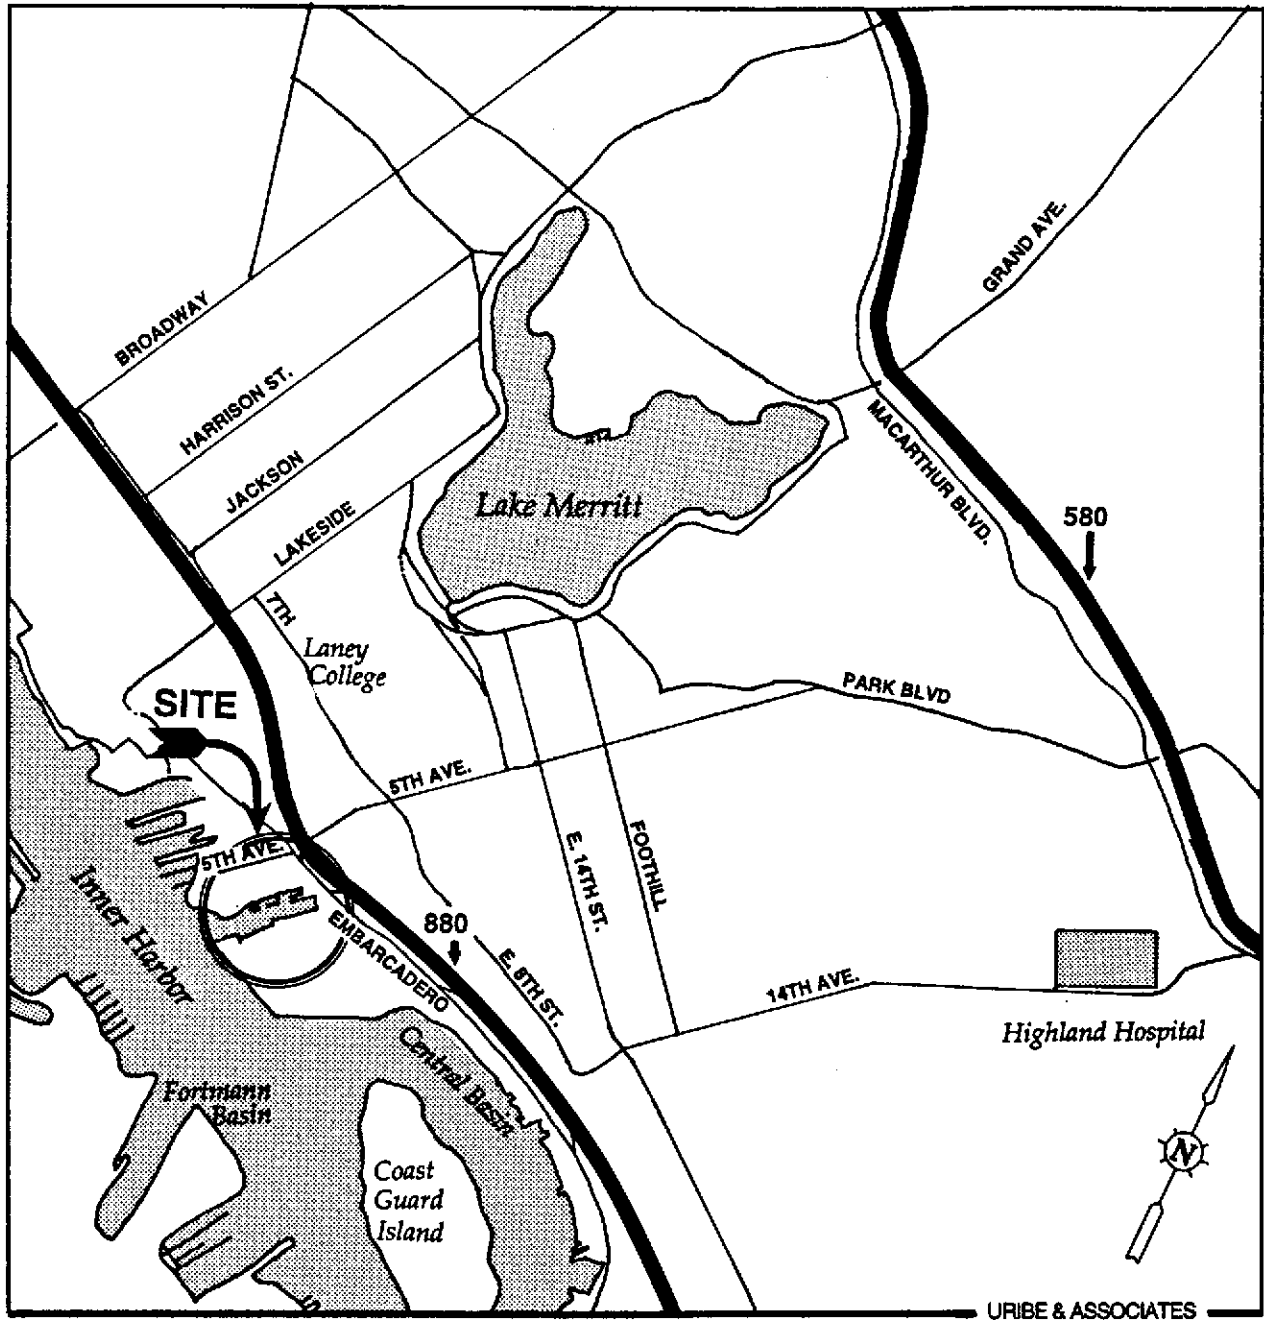 BROADWAY
GRAND AVE.
HARRISON ST.
JACKSON
LAKESIDE
Lake Merritt
MACARTHUR BLVD.
580
7TH
Laney
College
SITE
PARK BLVD
5TH AVE.
5TH AVE.
E. 14TH ST.
FOOTHILL
Inner Harbor
EMBARCADERO
880
E. 8TH ST.
14TH AVE.
Highland Hospital
Central Basin
Fortmann
Basin
Coast
Guard
Island
N
URIBE & ASSOCIATES